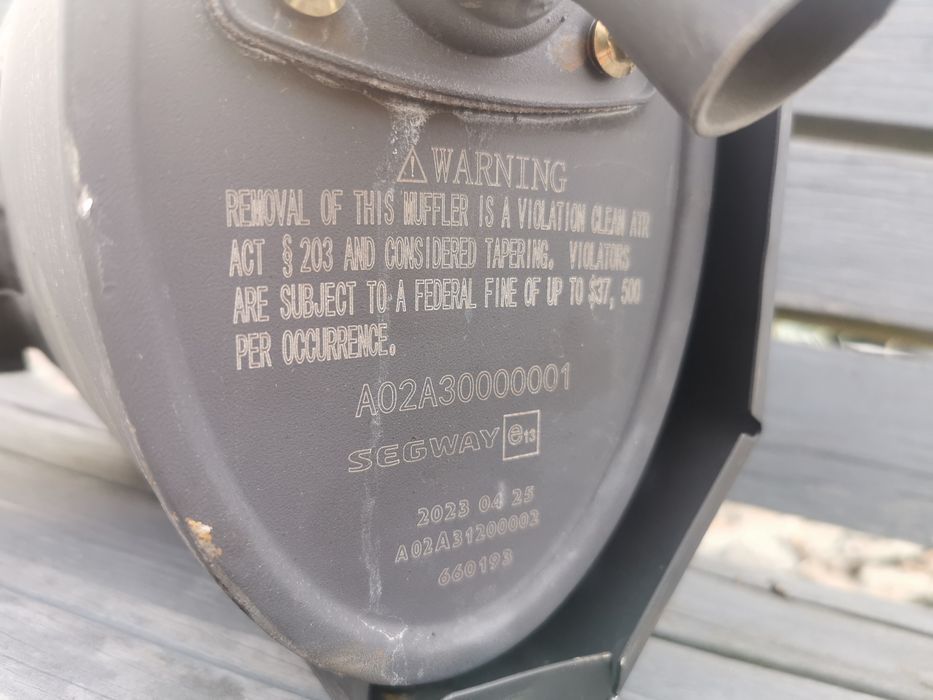 ⚠WARNING
REMOVAL OF THIS MUFFLER IS A VIOLATION CLEAN AIR
ACT § 203 AND CONSIDERED TAPERING. VIOLATORS
ARE SUBJECT TO A FEDERAL FINE OF UP TO $37, 500
PER OCCURRENCE.
A02A30000001
SEGWAY e13
2023 04 25
A02A31200002
660193